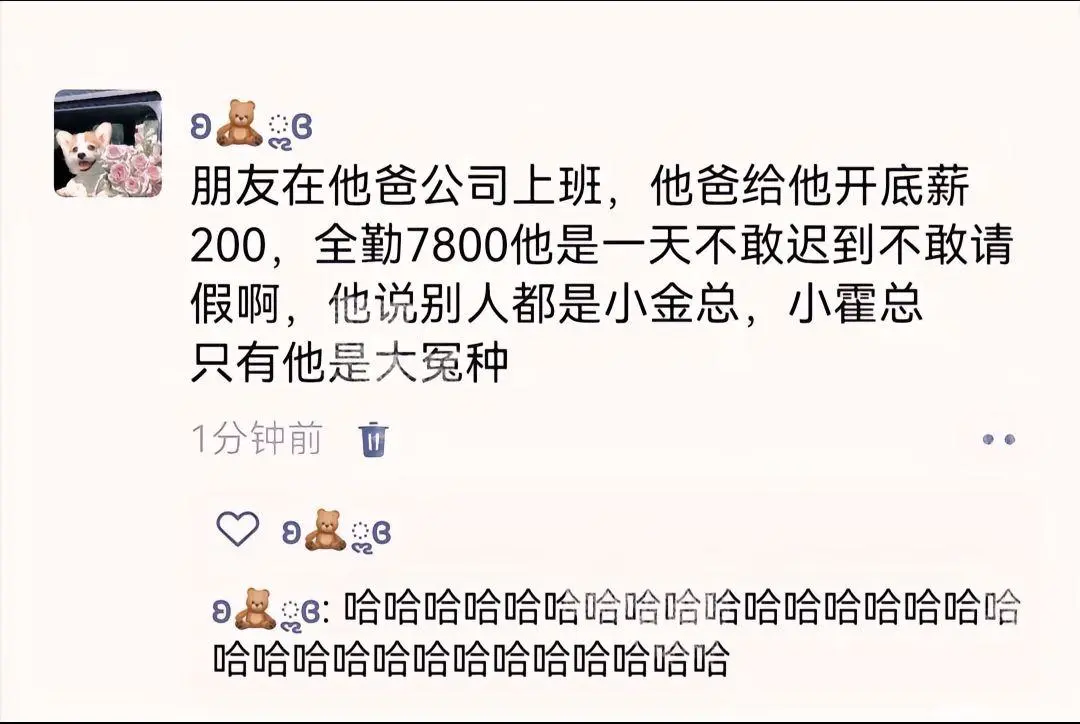 ʚ🧸ྀིɞ
朋友在他爸公司上班，他爸给他开底薪
200，全勤7800他是一天不敢迟到不敢请
假啊，他说别人都是小金总，小霍总
只有他是大冤种
1分钟前
ʚ🧸ྀིɞ
ʚ🧸ྀིɞ: 哈哈哈哈哈哈哈哈哈哈哈哈哈哈哈哈哈
哈哈哈哈哈哈哈哈哈哈哈哈哈